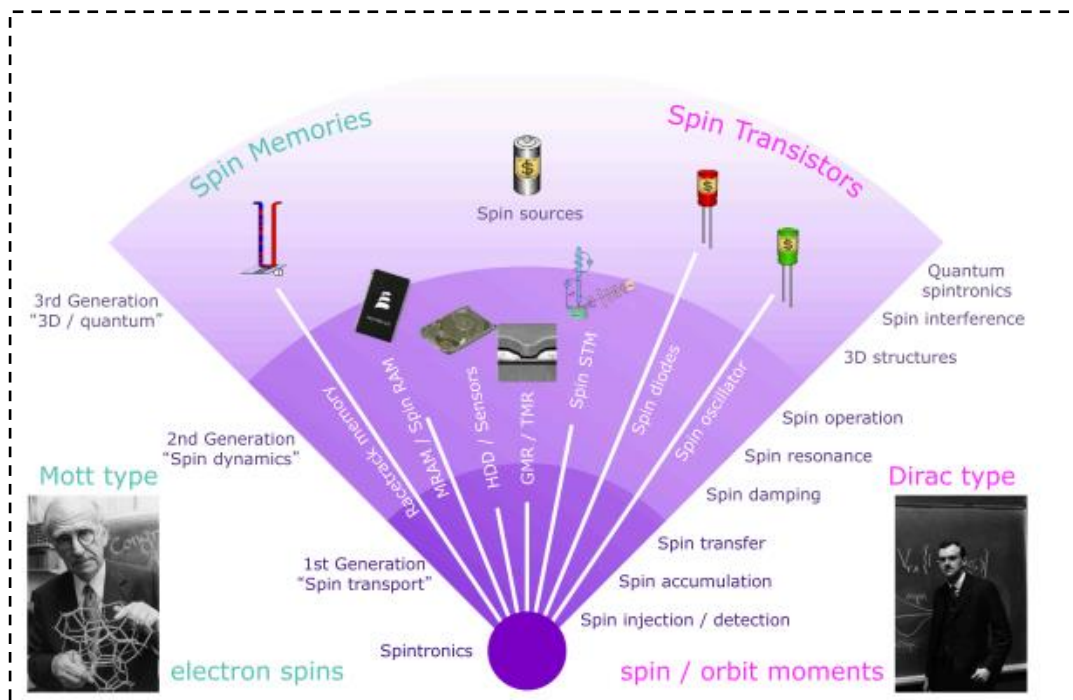 Spin Memories
Spin Transistors
Spin sources
3rd Generation
"3D / quantum"
Quantum
spintronics
Spin interference
3D structures
Racetrack memory
MRAM / Spin RAM
HDD / Sensors
GMR / TMR
Spin STM
Spin diodes
Spin oscillator
2nd Generation
"Spin dynamics"
Spin operation
Spin resonance
Spin damping
Mott type
Dirac type
1st Generation
"Spin transport"
Spin transfer
Spin accumulation
Spin injection / detection
Spintronics
electron spins
spin / orbit moments